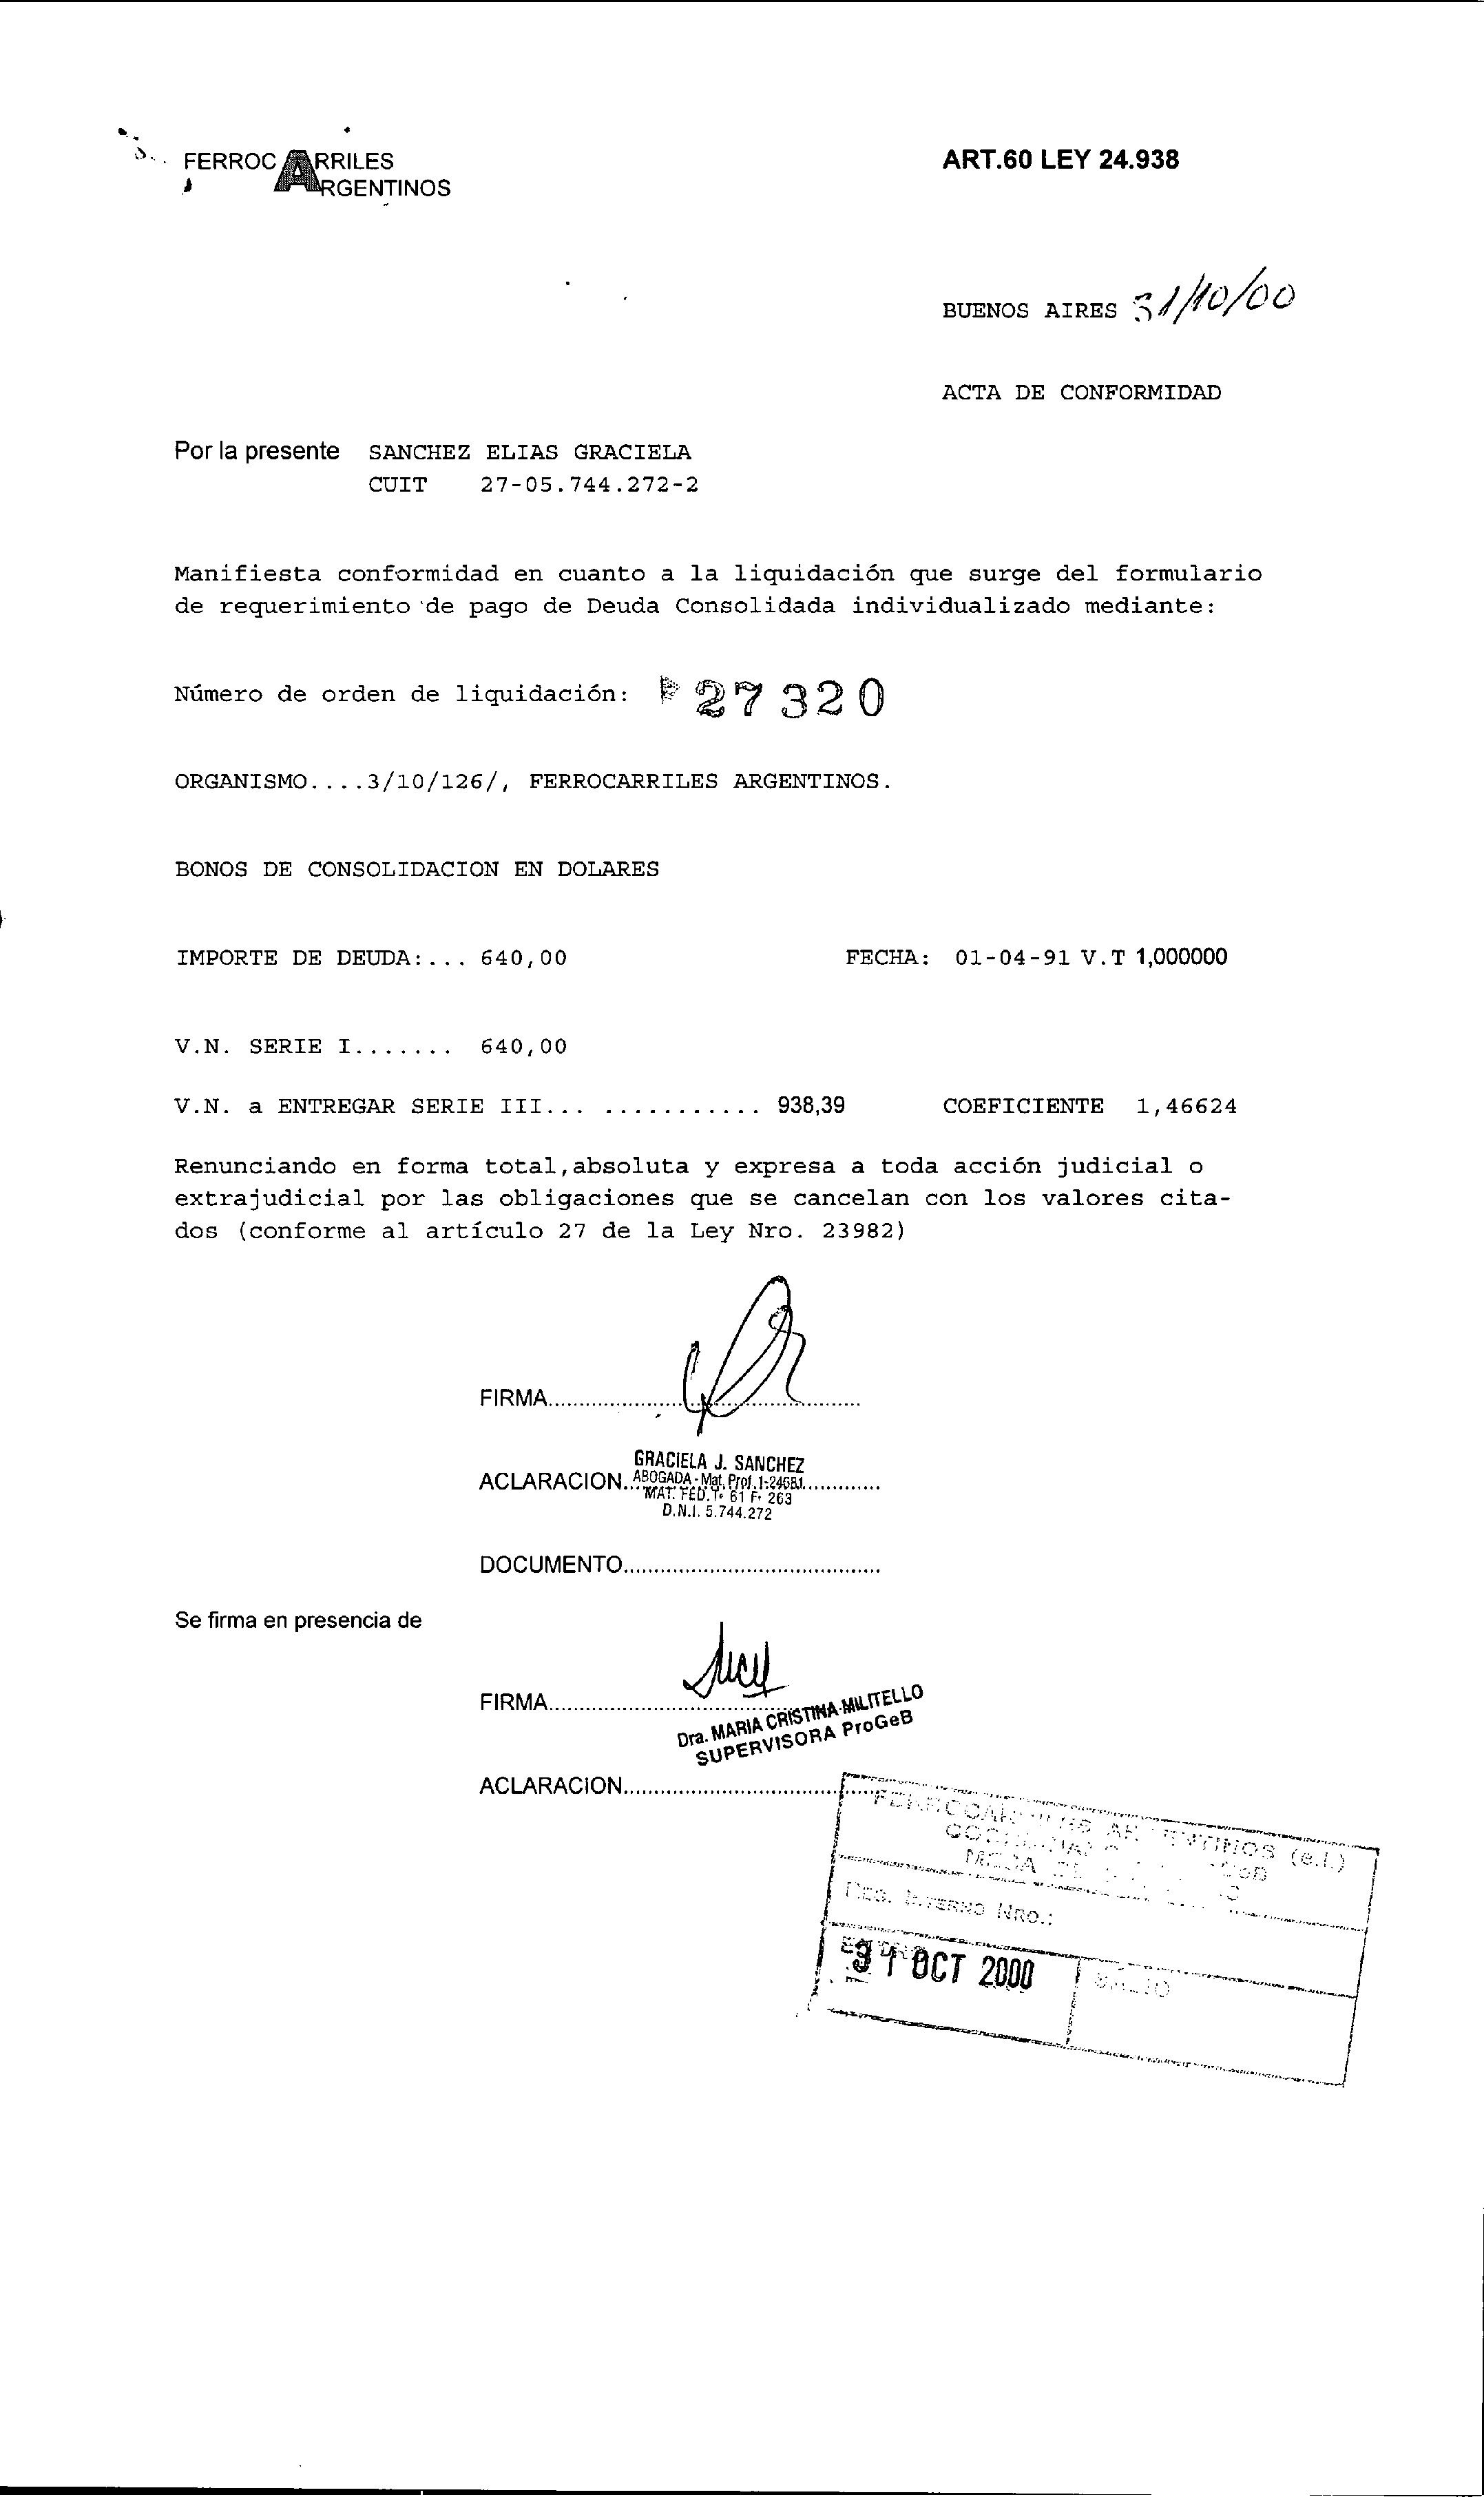 FERROCARRILES
ARGENTINOS
ART.60 LEY 24.938
BUENOS AIRES 31/10/00
ACTA DE CONFORMIDAD
Por la presente SANCHEZ ELIAS GRACIELA
CUIT 27-05.744.272-2
Manifiesta conformidad en cuanto a la liquidación que surge del formulario
de requerimiento de pago de Deuda Consolidada individualizado mediante:
Número de orden de liquidación: 27320
ORGANISMO....3/10/126/, FERROCARRILES ARGENTINOS.
BONOS DE CONSOLIDACION EN DOLARES
IMPORTE DE DEUDA:... 640,00 FECHA: 01-04-91 V.T 1,000000
V.N. SERIE I....... 640,00
V.N. a ENTREGAR SERIE III... ........... 938,39 COEFICIENTE 1,46624
Renunciando en forma total,absoluta y expresa a toda acción judicial o
extrajudicial por las obligaciones que se cancelan con los valores cita-
dos (conforme al artículo 27 de la Ley Nro. 23982)
FIRMA
GRACIELA J. SANCHEZ
ACLARACION ABOGADA - Mat. Prof. 1-24681
MAT. FED. Tº 61 Fº 263
D.N.I. 5.744.272
DOCUMENTO
Se firma en presencia de
FIRMA
Dra. MARIA CRISTINA MILITELLO
SUPERVISORA ProGeB
ACLARACION
FERROCARRILES ARGENTINOS (e.l.)
MESA DE
REG. INTERNO NRO.:
31 OCT 2000